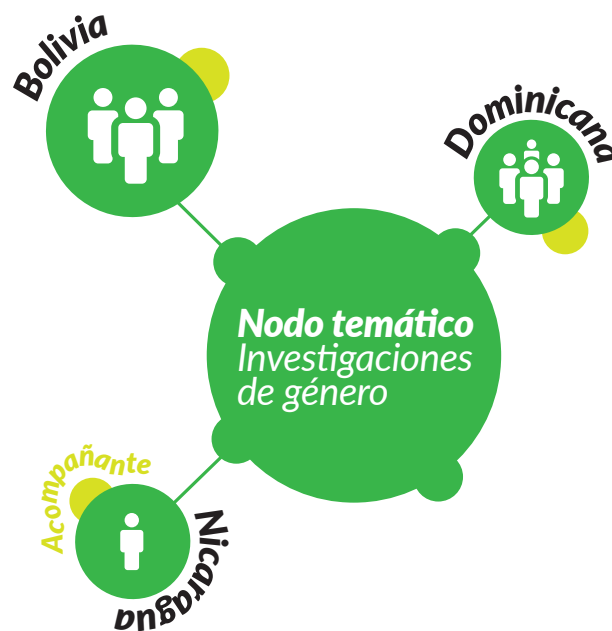 Bolivia
Dominicana
Nodo temático
Investigaciones
de género
Acompañante
Nicaragua